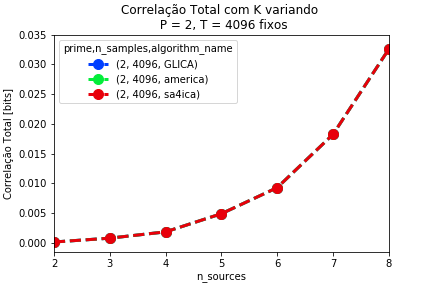 Correlação Total com K variando
P = 2, T = 4096 fixos
prime,n_samples,algorithm_name
(2, 4096, GLICA)
(2, 4096, america)
(2, 4096, sa4ica)
Correlação Total [bits]
0.035
0.030
0.025
0.020
0.015
0.010
0.005
0.000
2 3 4 5 6 7 8
n_sources